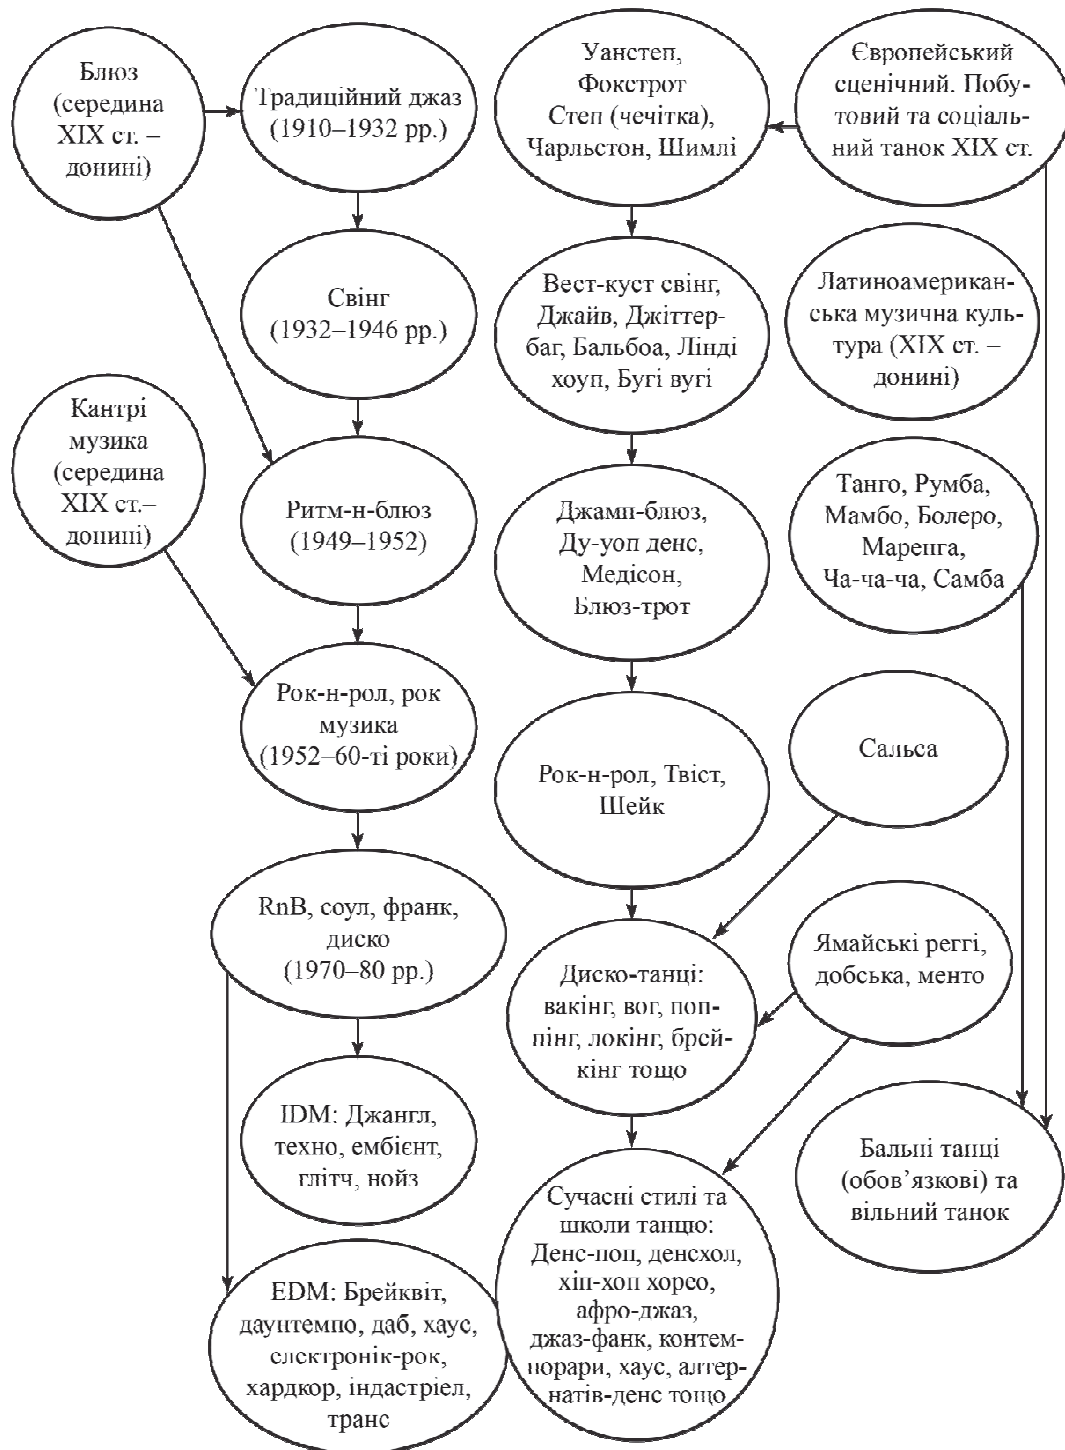 Блюз
(середина
XIX ст. –
донині)
Традиційний джаз
(1910–1932 рр.)
Уанстеп,
Фокстрот
Степ (чечітка),
Чарльстон, Шимлі
Європейський
сценічний. Побу-
товий та соціаль-
ний танок XIX ст.
Свінг
(1932–1946 рр.)
Вест-куст свінг,
Джайв, Джіттер-
баг, Бальбоа, Лінді
хоуп, Бугі вугі
Латиноамерикан-
ська музична куль-
тура (XIX ст. –
донині)
Кантрі
музика
(середина
XIX ст.–
донині)
Ритм-н-блюз
(1949–1952)
Джамп-блюз,
Ду-уоп денс,
Медісон,
Блюз-трот
Танго, Румба,
Мамбо, Болеро,
Маренга,
Ча-ча-ча, Самба
Рок-н-рол, рок
музика
(1952–60-ті роки)
Рок-н-рол, Твіст,
Шейк
Сальса
RnB, соул, франк,
диско
(1970–80 рр.)
Диско-танці:
вакінг, вог, поп-
пінг, локінг, брей-
кінг тощо
Ямайські реггі,
добська, менто
IDM: Джангл,
техно, ембієнт,
глітч, нойз
Сучасні стилі та
школи танцю:
Денс-поп, денсхол,
хіп-хоп хорео,
афро-джаз,
джаз-фанк, контем-
порари, хаус, алтер-
натів-денс тощо
Бальні танці
(обов’язкові) та
вільний танок
EDM: Брейквіт,
даунтемпо, даб, хаус,
електронік-рок,
хардкор, індастріел,
транс